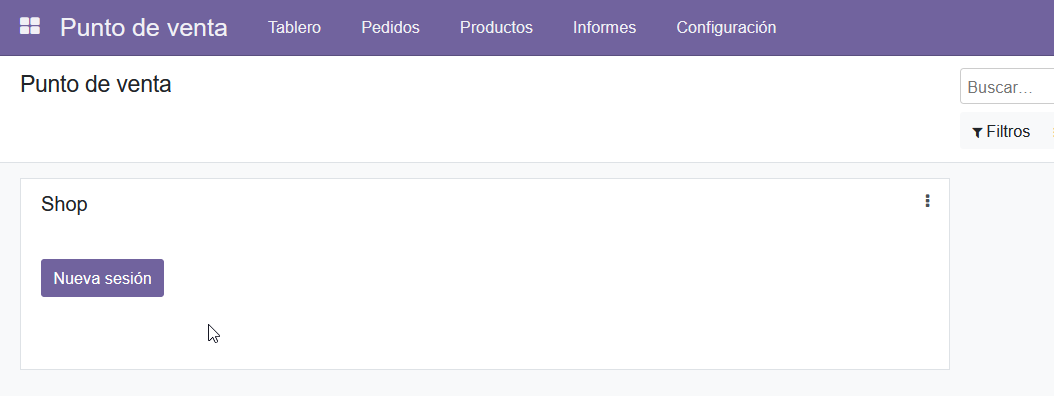 Punto de venta Tablero Pedidos Productos Informes Configuración
Punto de venta
Buscar...
Filtros
Shop
Nueva sesión